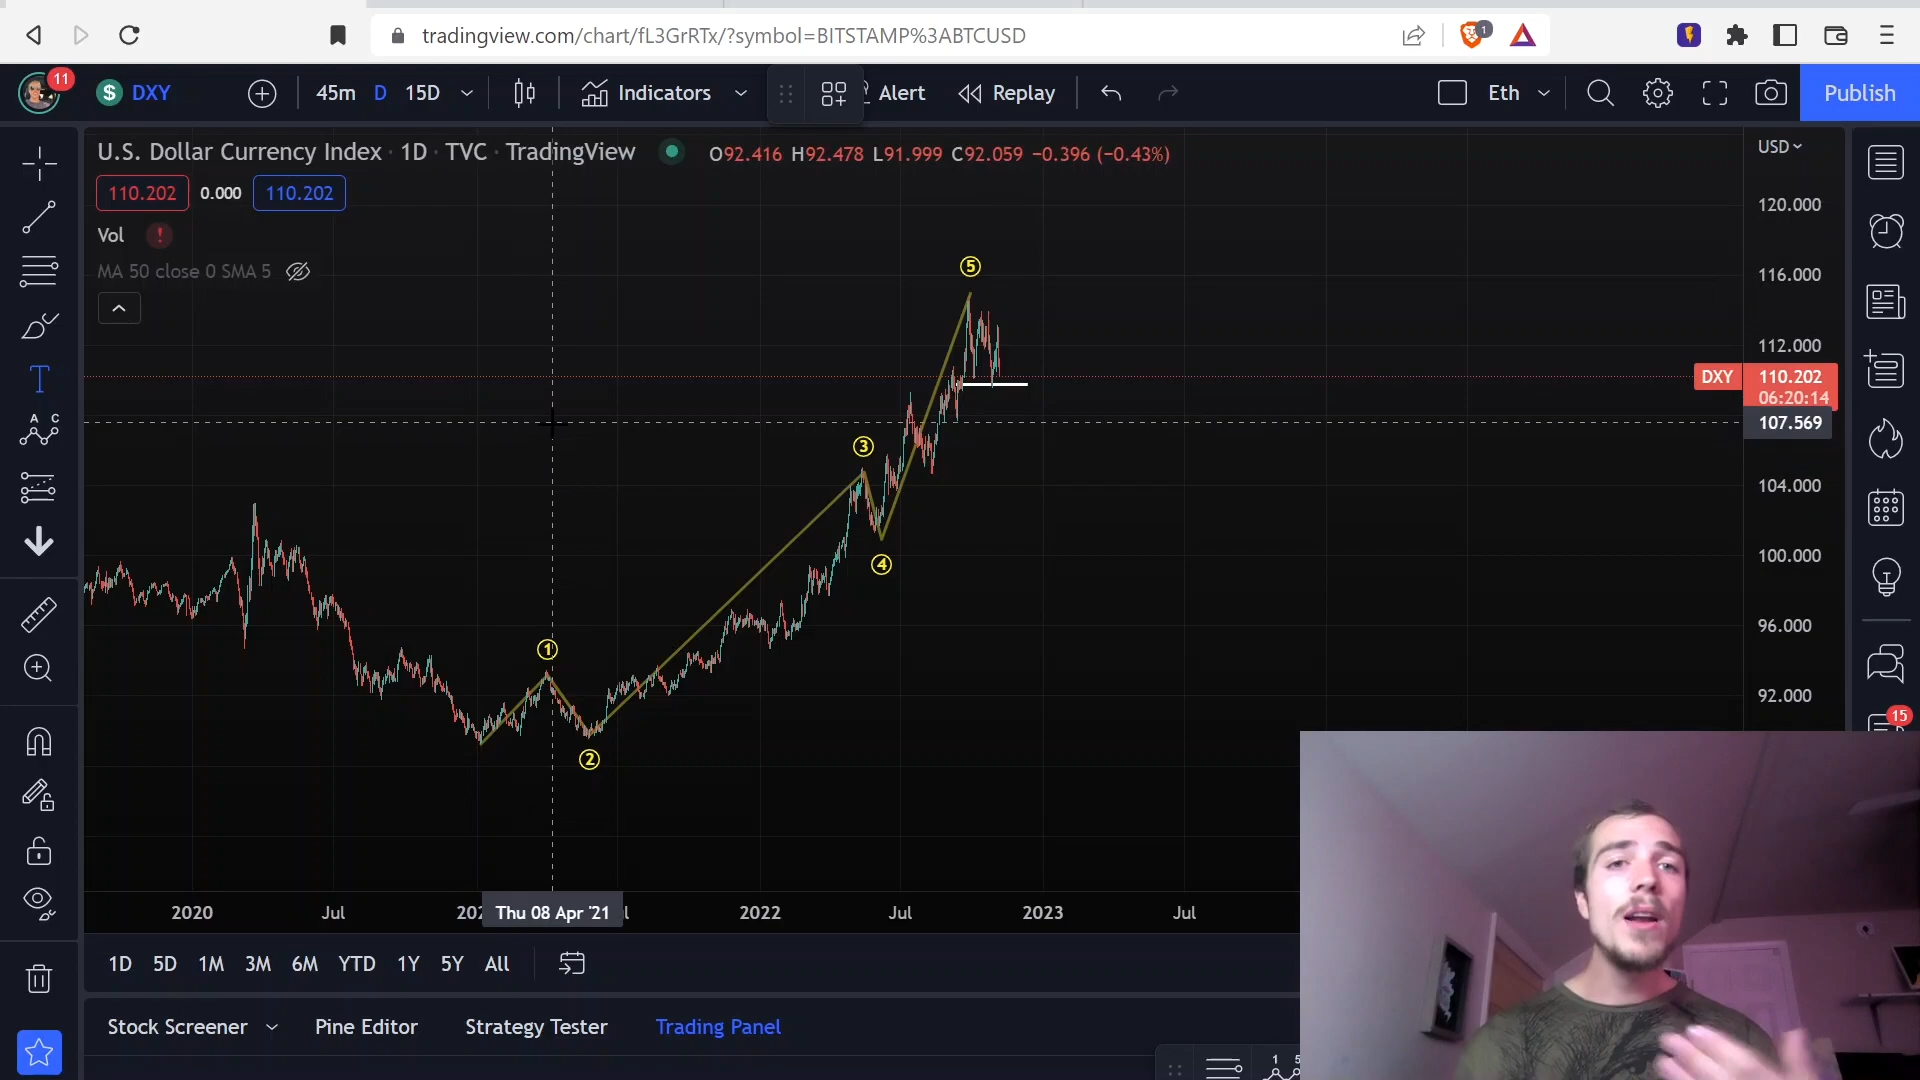 tradingview.com/chart/fL3GrRTx/?symbol=BITSTAMP%3ABTCUSD
1
11
$ DXY
45m D 15D
Indicators
Alert
Replay
Eth
Publish
U.S. Dollar Currency Index · 1D · TVC · TradingView
O92.416 H92.478 L91.999 C92.059 −0.396 (−0.43%)
USD
110.202 0.000 110.202
Vol !
MA 50 close 0 SMA 5
120.000
116.000
112.000
DXY 110.202
06:20:14
107.569
104.000
100.000
96.000
92.000
5
3
4
1
2
T
A C
15
2020 Jul Thu 08 Apr '21 2022 Jul 2023 Jul
1D 5D 1M 3M 6M YTD 1Y 5Y All
Stock Screener Pine Editor Strategy Tester Trading Panel
1 5